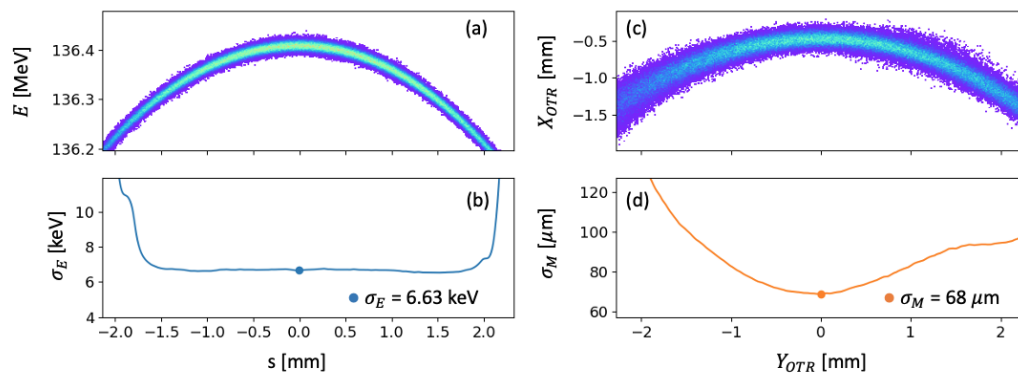 (a)
E [MeV]
136.4
136.3
136.2
(b)
σ_E [keV]
10
8
6
4
σ_E = 6.63 keV
−2.0 −1.5 −1.0 −0.5 0.0 0.5 1.0 1.5 2.0
s [mm]
(c)
X_OTR [mm]
−0.5
−1.0
−1.5
(d)
σ_M [μm]
120
100
80
60
σ_M = 68 μm
−2 −1 0 1 2
Y_OTR [mm]